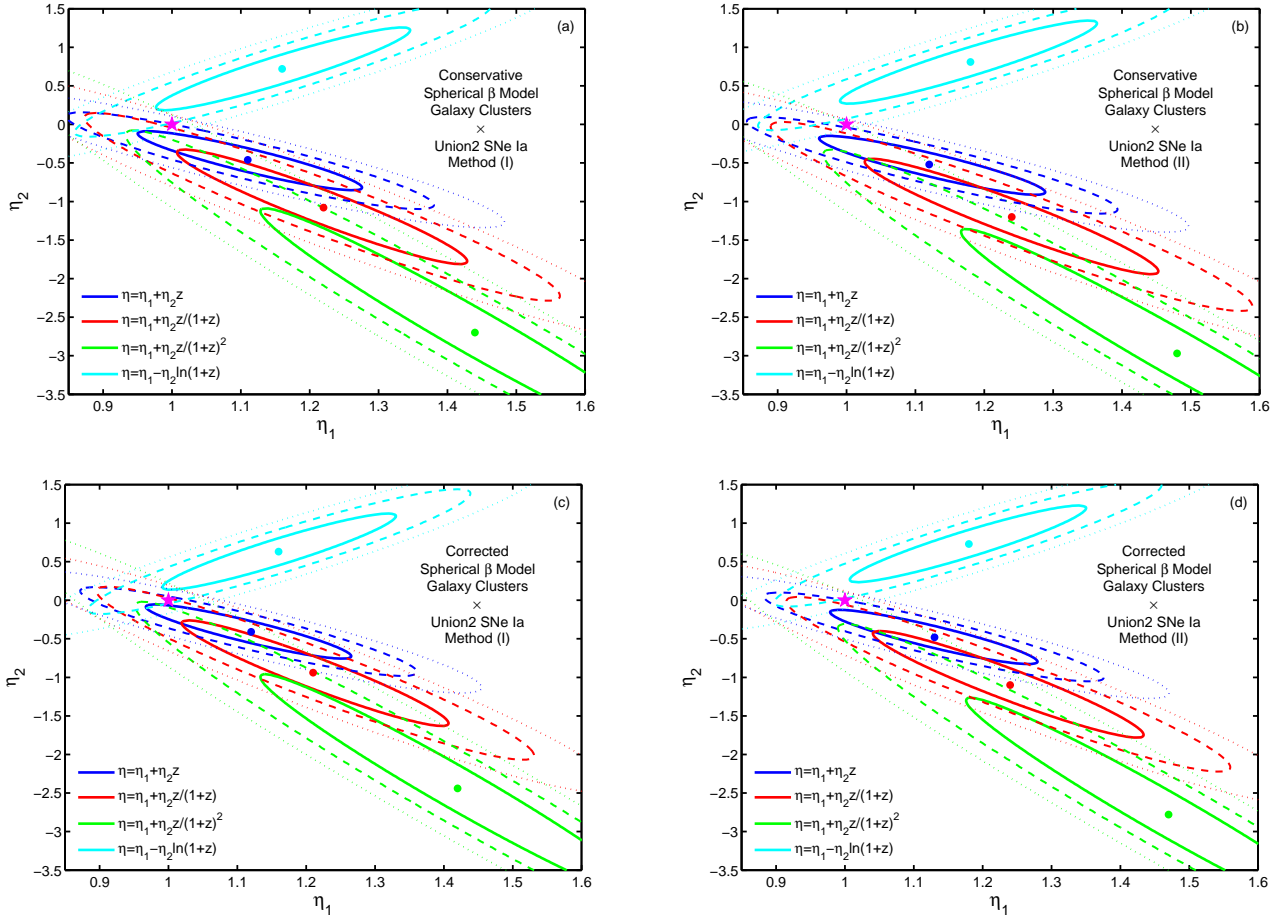 (a)
Conservative
Spherical β Model
Galaxy Clusters
×
Union2 SNe Ia
Method (I)
η=η₁+η₂z
η=η₁+η₂z/(1+z)
η=η₁+η₂z/(1+z)²
η=η₁−η₂ln(1+z)
1.5
1
0.5
0
−0.5
−1
−1.5
−2
−2.5
−3
−3.5
η₂
0.9 1 1.1 1.2 1.3 1.4 1.5 1.6
η₁
(b)
Conservative
Spherical β Model
Galaxy Clusters
×
Union2 SNe Ia
Method (II)
η=η₁+η₂z
η=η₁+η₂z/(1+z)
η=η₁+η₂z/(1+z)²
η=η₁−η₂ln(1+z)
1.5
1
0.5
0
−0.5
−1
−1.5
−2
−2.5
−3
−3.5
η₂
0.9 1 1.1 1.2 1.3 1.4 1.5 1.6
η₁
(c)
Corrected
Spherical β Model
Galaxy Clusters
×
Union2 SNe Ia
Method (I)
η=η₁+η₂z
η=η₁+η₂z/(1+z)
η=η₁+η₂z/(1+z)²
η=η₁−η₂ln(1+z)
1.5
1
0.5
0
−0.5
−1
−1.5
−2
−2.5
−3
−3.5
η₂
0.9 1 1.1 1.2 1.3 1.4 1.5 1.6
η₁
(d)
Corrected
Spherical β Model
Galaxy Clusters
×
Union2 SNe Ia
Method (II)
η=η₁+η₂z
η=η₁+η₂z/(1+z)
η=η₁+η₂z/(1+z)²
η=η₁−η₂ln(1+z)
1.5
1
0.5
0
−0.5
−1
−1.5
−2
−2.5
−3
−3.5
η₂
0.9 1 1.1 1.2 1.3 1.4 1.5 1.6
η₁